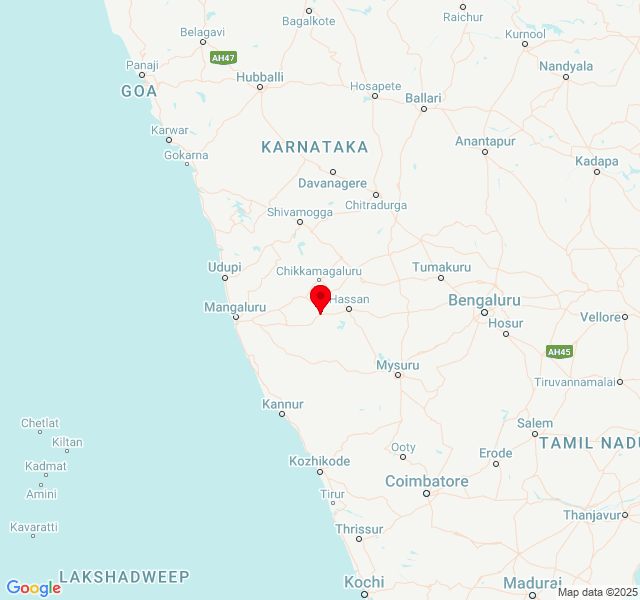 Bagalkote
Raichur
Belagavi
Kurnool
AH47
Panaji
Nandyala
Hubballi
GOA
Hosapete
Ballari
Karwar
Anantapur
KARNATAKA
Gokarna
Kadapa
Davanagere
Chitradurga
Shivamogga
Udupi
Chikkamagaluru
Tumakuru
Hassan
Bengaluru
Mangaluru
Vellore
Hosur
AH45
Mysuru
Tiruvannamalai
Kannur
Chetlat
Salem
Kiltan
TAMIL NADU
Ooty
Erode
Kozhikode
Kadmat
Coimbatore
Amini
Tirur
Thanjavur
Kavaratti
Thrissur
LAKSHADWEEP
Kochi
Madurai
Google
Map data ©2025